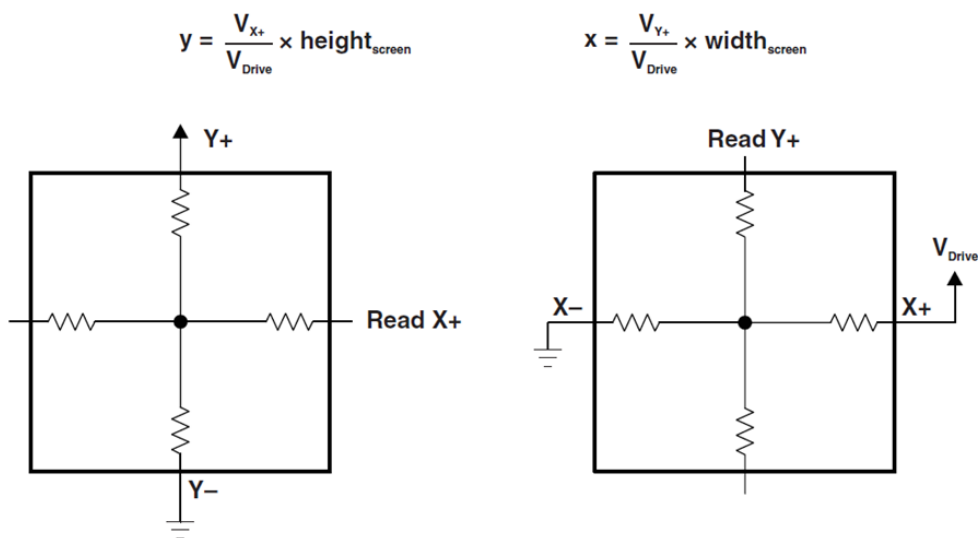 y = V_X+ / V_Drive × height_screen
x = V_Y+ / V_Drive × width_screen
Y+
Read X+
Y–
Read Y+
V_Drive
X–
X+